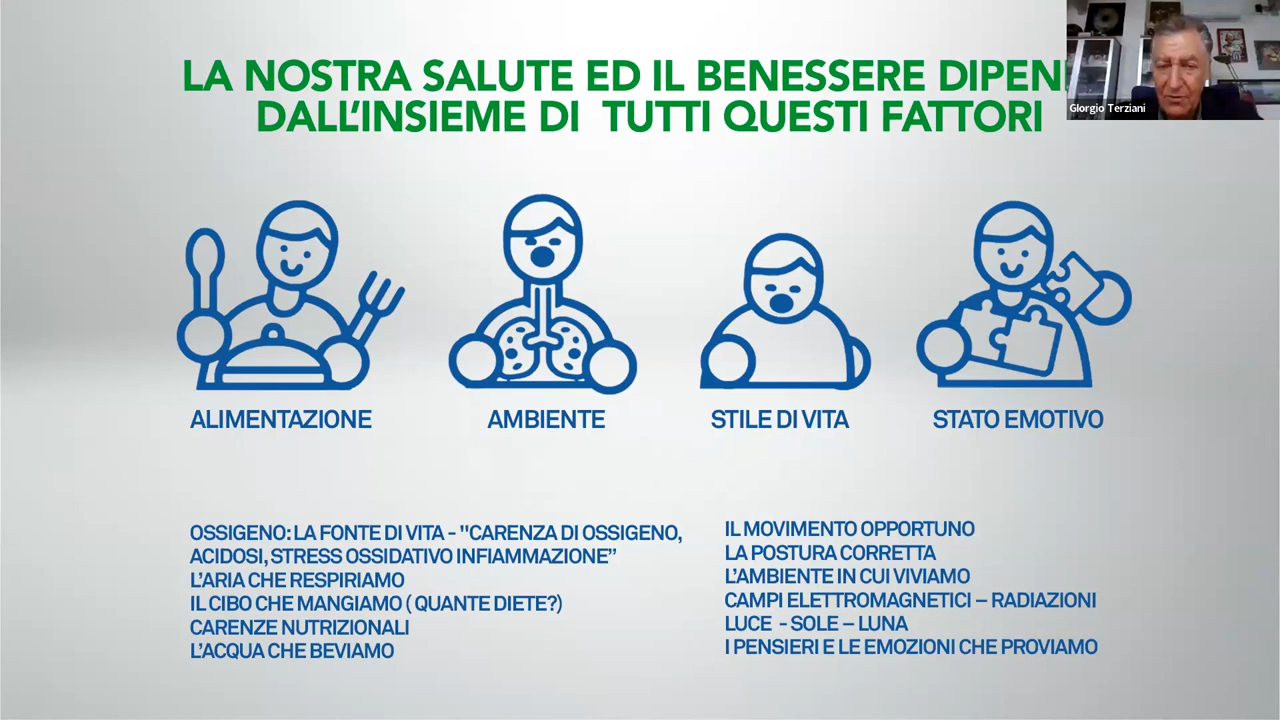 LA NOSTRA SALUTE ED IL BENESSERE
DALL'INSIEME DI TUTTI QUESTI FATTORI
GIorgio Terziani
ALIMENTAZIONE
AMBIENTE
STILE DI VITA
STATO EMOTIVO
OSSIGENO: LA FONTE DI VITA - "CARENZA DI OSSIGENO,
ACIDOSI, STRESS OSSIDATIVO INFIAMMAZIONE”
L'ARIA CHE RESPIRIAMO
IL CIBO CHE MANGIAMO ( QUANTE DIETE?)
CARENZE NUTRIZIONALI
L'ACQUA CHE BEVIAMO
IL MOVIMENTO OPPORTUNO
LA POSTURA CORRETTA
L'AMBIENTE IN CUI VIVIAMO
CAMPI ELETTROMAGNETICI – RADIAZIONI
LUCE - SOLE – LUNA
I PENSIERI E LE EMOZIONI CHE PROVIAMO